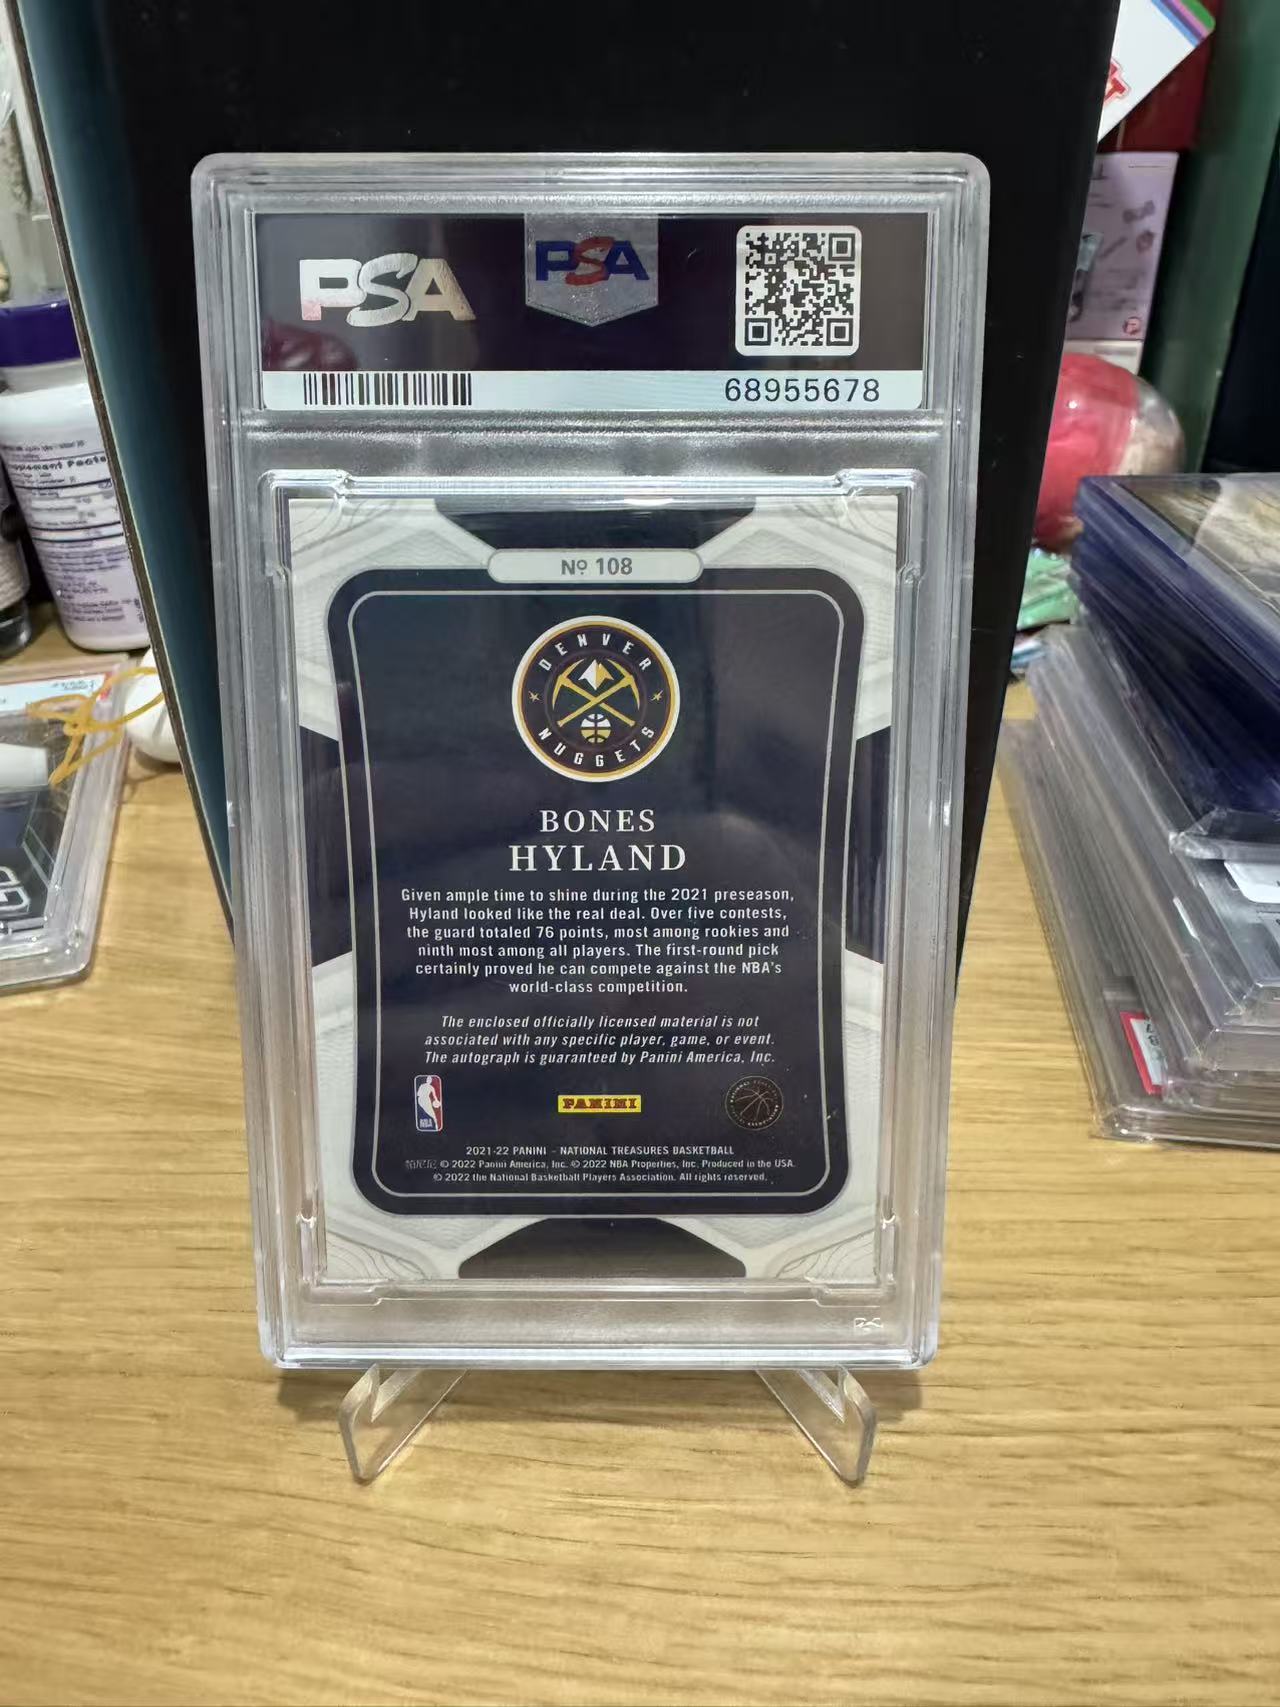 PSA
PSA
68955678
Nº 108
DENVER
NUGGETS
BONES
HYLAND
Given ample time to shine during the 2021 preseason,
Hyland looked like the real deal. Over five contests,
the guard totaled 76 points, most among rookies and
ninth most among all players. The first-round pick
certainly proved he can compete against the NBA's
world-class competition.
The enclosed officially licensed material is not
associated with any specific player, game, or event.
The autograph is guaranteed by Panini America, Inc.
NBA
PANINI
2021-22 PANINI - NATIONAL TREASURES BASKETBALL
© 2022 Panini America, Inc. © 2022 NBA Properties, Inc. Produced in the USA.
© 2022 the National Basketball Players Association. All rights reserved.